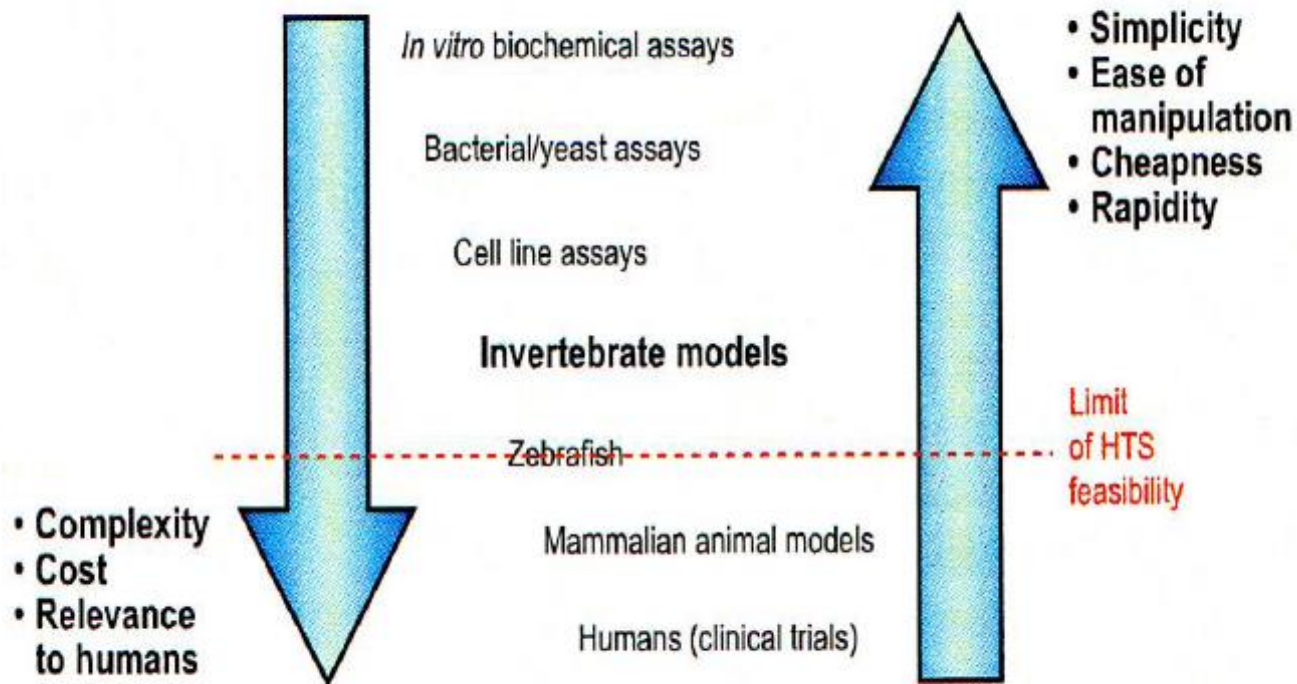 In vitro biochemical assays
Bacterial/yeast assays
Cell line assays
Invertebrate models
Zebrafish
Mammalian animal models
Humans (clinical trials)
• Simplicity
• Ease of
manipulation
• Cheapness
• Rapidity
Limit
of HTS
feasibility
• Complexity
• Cost
• Relevance
to humans